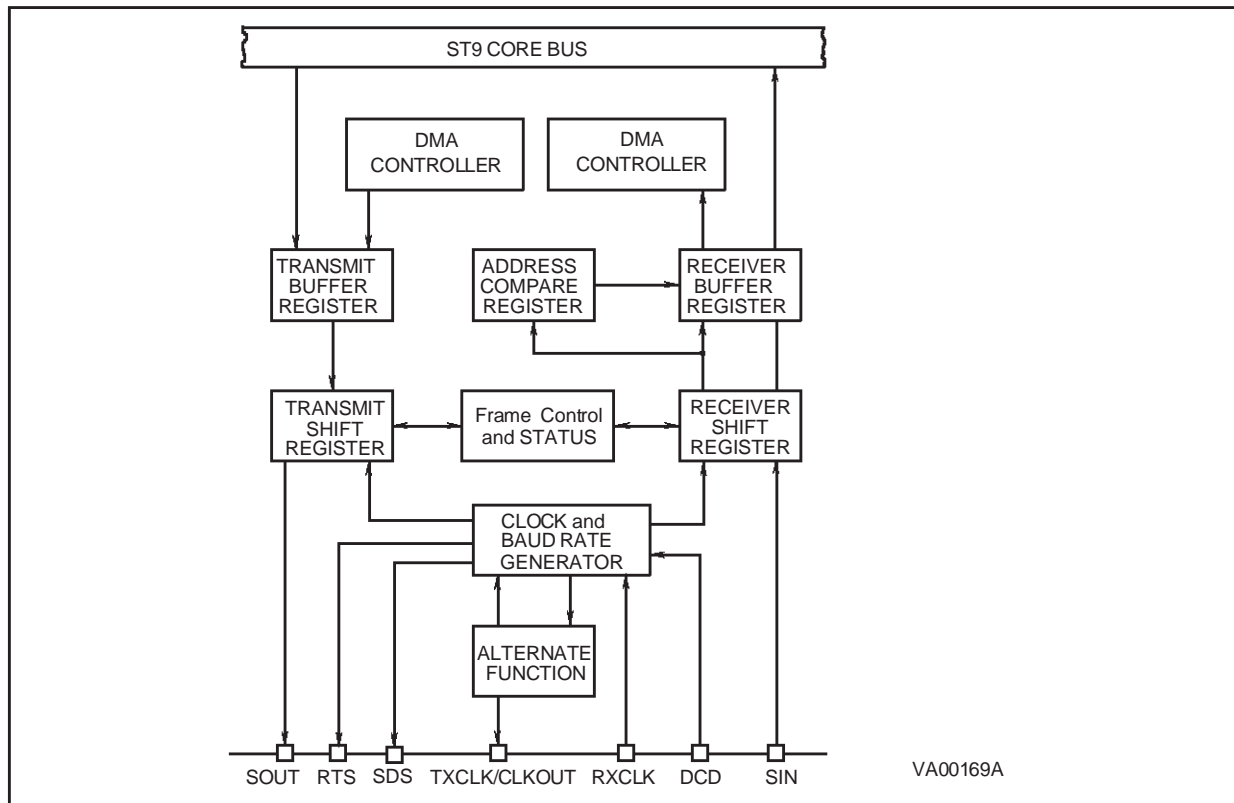 ST9 CORE BUS
DMA
CONTROLLER
DMA
CONTROLLER
TRANSMIT
BUFFER
REGISTER
ADDRESS
COMPARE
REGISTER
RECEIVER
BUFFER
REGISTER
TRANSMIT
SHIFT
REGISTER
Frame Control
and STATUS
RECEIVER
SHIFT
REGISTER
CLOCK and
BAUD RATE
GENERATOR
ALTERNATE
FUNCTION
SOUT
RTS
SDS
TXCLK/CLKOUT
RXCLK
DCD
SIN
VA00169A